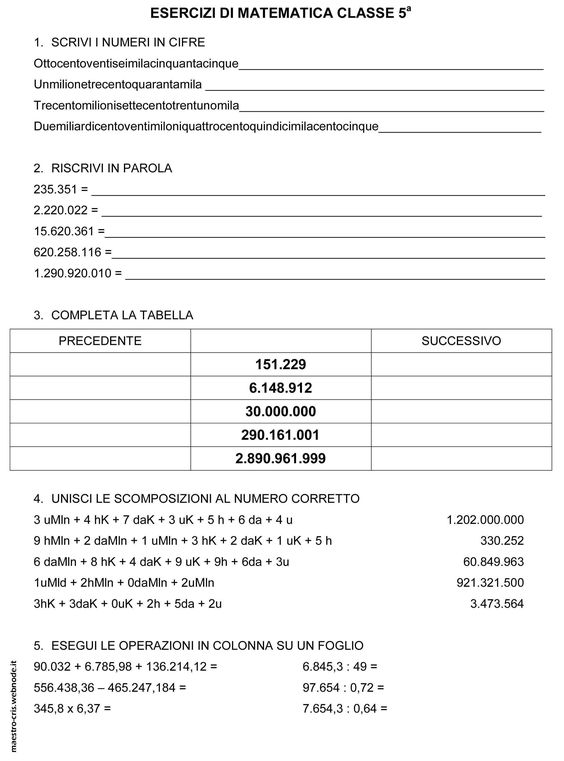 ESERCIZI DI MATEMATICA CLASSE 5ª
1. SCRIVI I NUMERI IN CIFRE
Ottocentoventiseimilacinquantacinque
Unmilionetrecentoquarantamila
Trecentomilionisettecentotrentunomila
Duemiliardicentoventimiloniquattrocentoquindicimilacentocinque
2. RISCRIVI IN PAROLA
235.351 =
2.220.022 =
15.620.361 =
620.258.116 =
1.290.920.010 =
3. COMPLETA LA TABELLA
PRECEDENTE SUCCESSIVO
151.229
6.148.912
30.000.000
290.161.001
2.890.961.999
4. UNISCI LE SCOMPOSIZIONI AL NUMERO CORRETTO
3 uMln + 4 hK + 7 daK + 3 uK + 5 h + 6 da + 4 u 1.202.000.000
9 hMln + 2 daMln + 1 uMln + 3 hK + 2 daK + 1 uK + 5 h 330.252
6 daMln + 8 hK + 4 daK + 9 uK + 9h + 6da + 3u 60.849.963
1uMld + 2hMln + 0daMln + 2uMln 921.321.500
3hK + 3daK + 0uK + 2h + 5da + 2u 3.473.564
5. ESEGUI LE OPERAZIONI IN COLONNA SU UN FOGLIO
90.032 + 6.785,98 + 136.214,12 = 6.845,3 : 49 =
556.438,36 – 465.247,184 = 97.654 : 0,72 =
345,8 x 6,37 = 7.654,3 : 0,64 =
maestro-cris.webnode.it